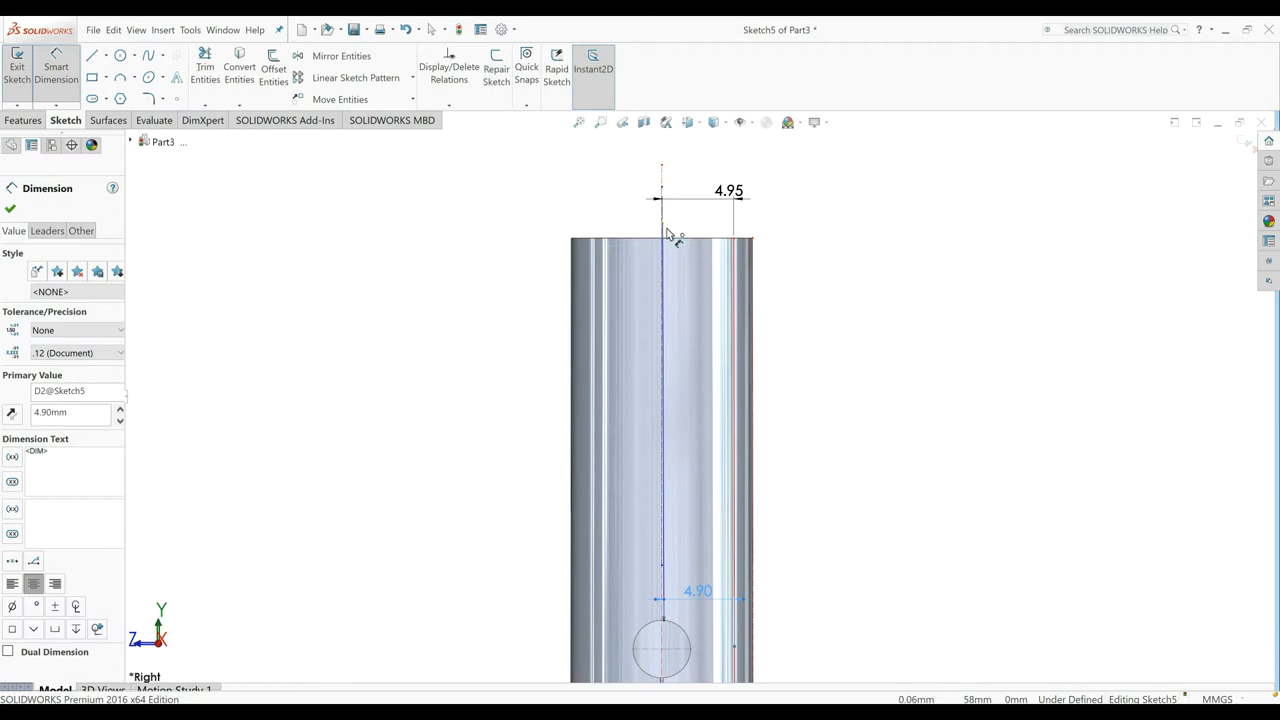 SOLIDWORKS File Edit View Insert Tools Window Help Sketch5 of Part3 * Search SOLIDWORKS Help ?
Exit Sketch Smart Dimension Trim Entities Convert Entities Offset Entities Mirror Entities Linear Sketch Pattern Move Entities Display/Delete Relations Repair Sketch Quick Snaps Rapid Sketch Instant2D
Features Sketch Surfaces Evaluate DimXpert SOLIDWORKS Add-Ins SOLIDWORKS MBD
Part3 ...
Dimension
Value Leaders Other
4.95
Style
<NONE>
Tolerance/Precision
None
.12 (Document)
Primary Value
D2@Sketch5
4.90mm
Dimension Text
<DIM>
4.90
Y
Z X
Dual Dimension
*Right
Model 3D Views Motion Study 1
SOLIDWORKS Premium 2016 x64 Edition 0.06mm 58mm 0mm Under Defined Editing Sketch5 MMGS